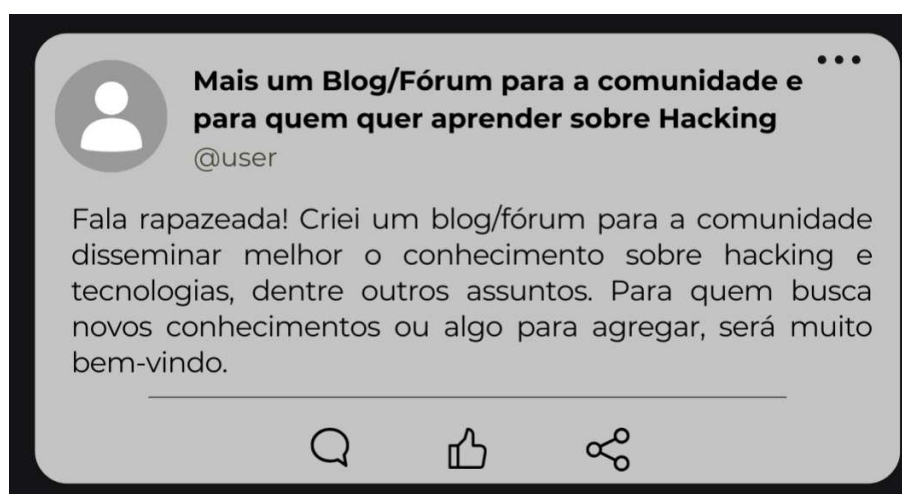 Mais um Blog/Fórum para a comunidade e
para quem quer aprender sobre Hacking
@user
Fala rapazeada! Criei um blog/fórum para a comunidade
disseminar melhor o conhecimento sobre hacking e
tecnologias, dentre outros assuntos. Para quem busca
novos conhecimentos ou algo para agregar, será muito
bem-vindo.